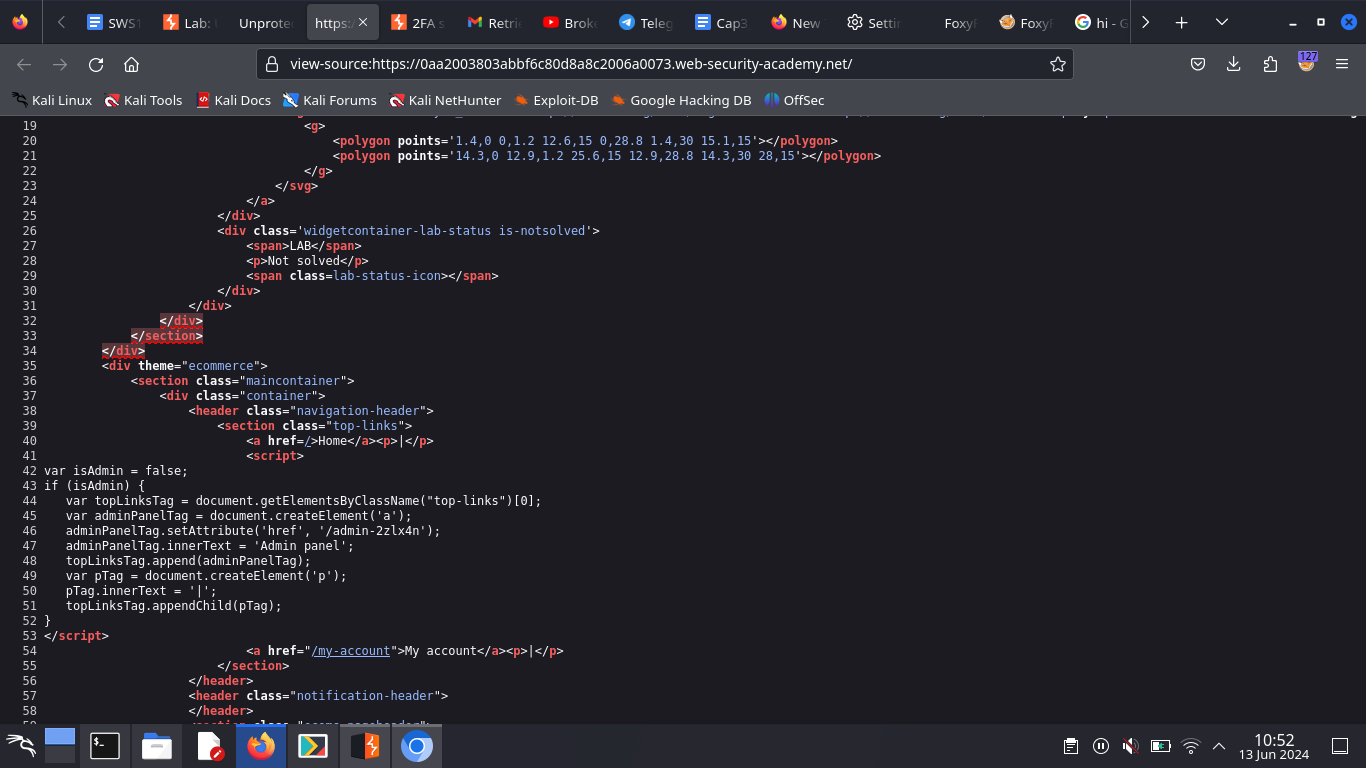 SWS1
Lab:
Unprote
https:
2FA s
Retri
Brok
Teleg
Cap3
New
Settin
FoxyF
FoxyF
hi - G
view-source:https://0aa2003803abbf6c80d8a8c2006a0073.web-security-academy.net/
127
Kali Linux Kali Tools Kali Docs Kali Forums Kali NetHunter Exploit-DB Google Hacking DB OffSec
19 <g>
20 <polygon points='1.4,0 0,1.2 12.6,15 0,28.8 1.4,30 15.1,15'></polygon>
21 <polygon points='14.3,0 12.9,1.2 25.6,15 12.9,28.8 14.3,30 28,15'></polygon>
22 </g>
23 </svg>
24 </a>
25 </div>
26 <div class='widgetcontainer-lab-status is-notsolved'>
27 <span>LAB</span>
28 <p>Not solved</p>
29 <span class=lab-status-icon></span>
30 </div>
31 </div>
32 </div>
33 </section>
34 </div>
35 <div theme="ecommerce">
36 <section class="maincontainer">
37 <div class="container">
38 <header class="navigation-header">
39 <section class="top-links">
40 <a href=/>Home</a><p>|</p>
41 <script>
42 var isAdmin = false;
43 if (isAdmin) {
44 var topLinksTag = document.getElementsByClassName("top-links")[0];
45 var adminPanelTag = document.createElement('a');
46 adminPanelTag.setAttribute('href', '/admin-2zlx4n');
47 adminPanelTag.innerText = 'Admin panel';
48 topLinksTag.append(adminPanelTag);
49 var pTag = document.createElement('p');
50 pTag.innerText = '|';
51 topLinksTag.appendChild(pTag);
52 }
53 </script>
54 <a href="/my-account">My account</a><p>|</p>
55 </section>
56 </header>
57 <header class="notification-header">
58 </header>
10:52
13 Jun 2024